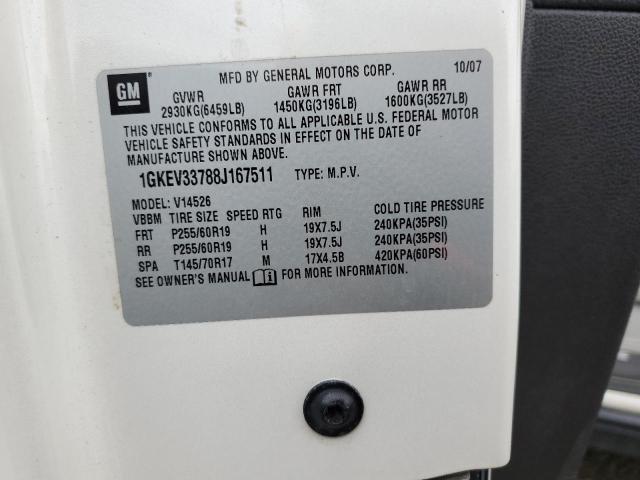 GM
MFD BY GENERAL MOTORS CORP. 10/07
GVWR GAWR FRT GAWR RR
2930KG(6459LB) 1450KG(3196LB) 1600KG(3527LB)
THIS VEHICLE CONFORMS TO ALL APPLICABLE U.S. FEDERAL MOTOR
VEHICLE SAFETY STANDARDS IN EFFECT ON THE DATE OF
MANUFACTURE SHOWN ABOVE.
1GKEV33788J167511 TYPE: M.P.V.
MODEL: V14526
VBBM TIRE SIZE SPEED RTG RIM COLD TIRE PRESSURE
FRT P255/60R19 H 19X7.5J 240KPA(35PSI)
RR P255/60R19 H 19X7.5J 240KPA(35PSI)
SPA T145/70R17 M 17X4.5B 420KPA(60PSI)
SEE OWNER'S MANUAL FOR MORE INFORMATION.